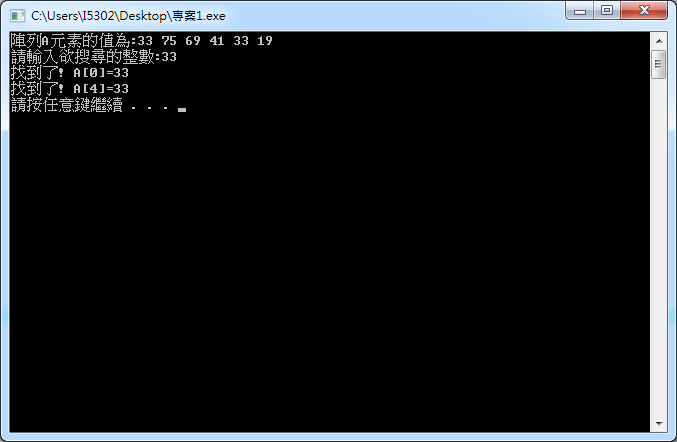 C:\Users\I5302\Desktop\專案1.exe
陣列A元素的值為:33 75 69 41 33 19
請輸入欲搜尋的整數:33
找到了! A[0]=33
找到了! A[4]=33
請按任意鍵繼續 . . .